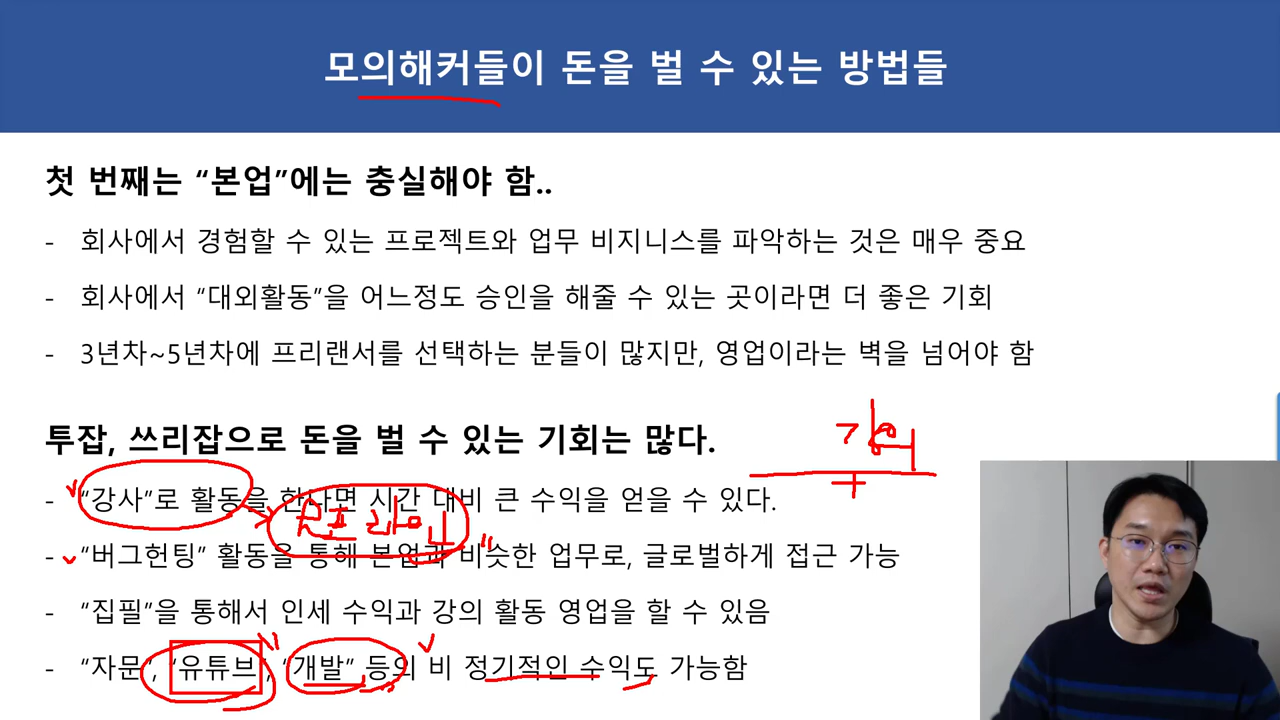 모의해커들이 돈을 벌 수 있는 방법들
첫 번째는 “본업”에는 충실해야 함..
- 회사에서 경험할 수 있는 프로젝트와 업무 비지니스를 파악하는 것은 매우 중요
- 회사에서 “대외활동”을 어느정도 승인을 해줄 수 있는 곳이라면 더 좋은 기회
- 3년차~5년차에 프리랜서를 선택하는 분들이 많지만, 영업이라는 벽을 넘어야 함
투잡, 쓰리잡으로 돈을 벌 수 있는 기회는 많다.
- “강사”로 활동을 한다면 시간 대비 큰 수익을 얻을 수 있다.
- “버그헌팅” 활동을 통해 본업과 비슷한 업무로, 글로벌하게 접근 가능
- “집필”을 통해서 인세 수익과 강의 활동 영업을 할 수 있음
- “자문”, “유튜브”, “개발” 등의 비 정기적인 수익도 가능함